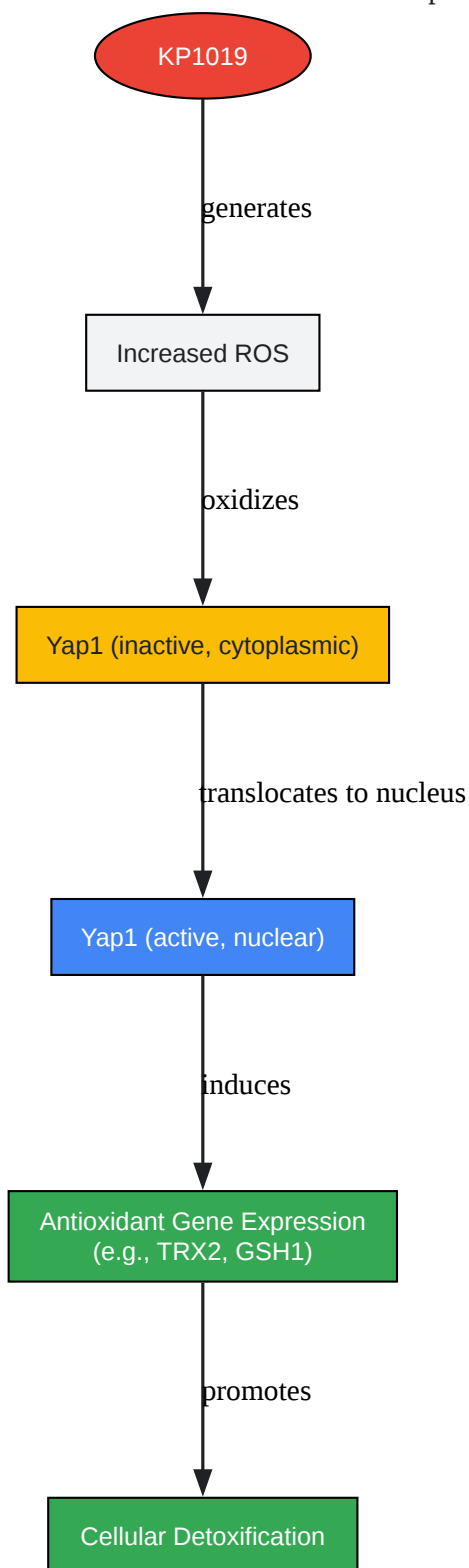 KP1019
generates
Increased ROS
oxidizes
Yap1 (inactive, cytoplasmic)
translocates to nucleus
Yap1 (active, nuclear)
induces
Antioxidant Gene Expression
(e.g., TRX2, GSH1)
promotes
Cellular Detoxification